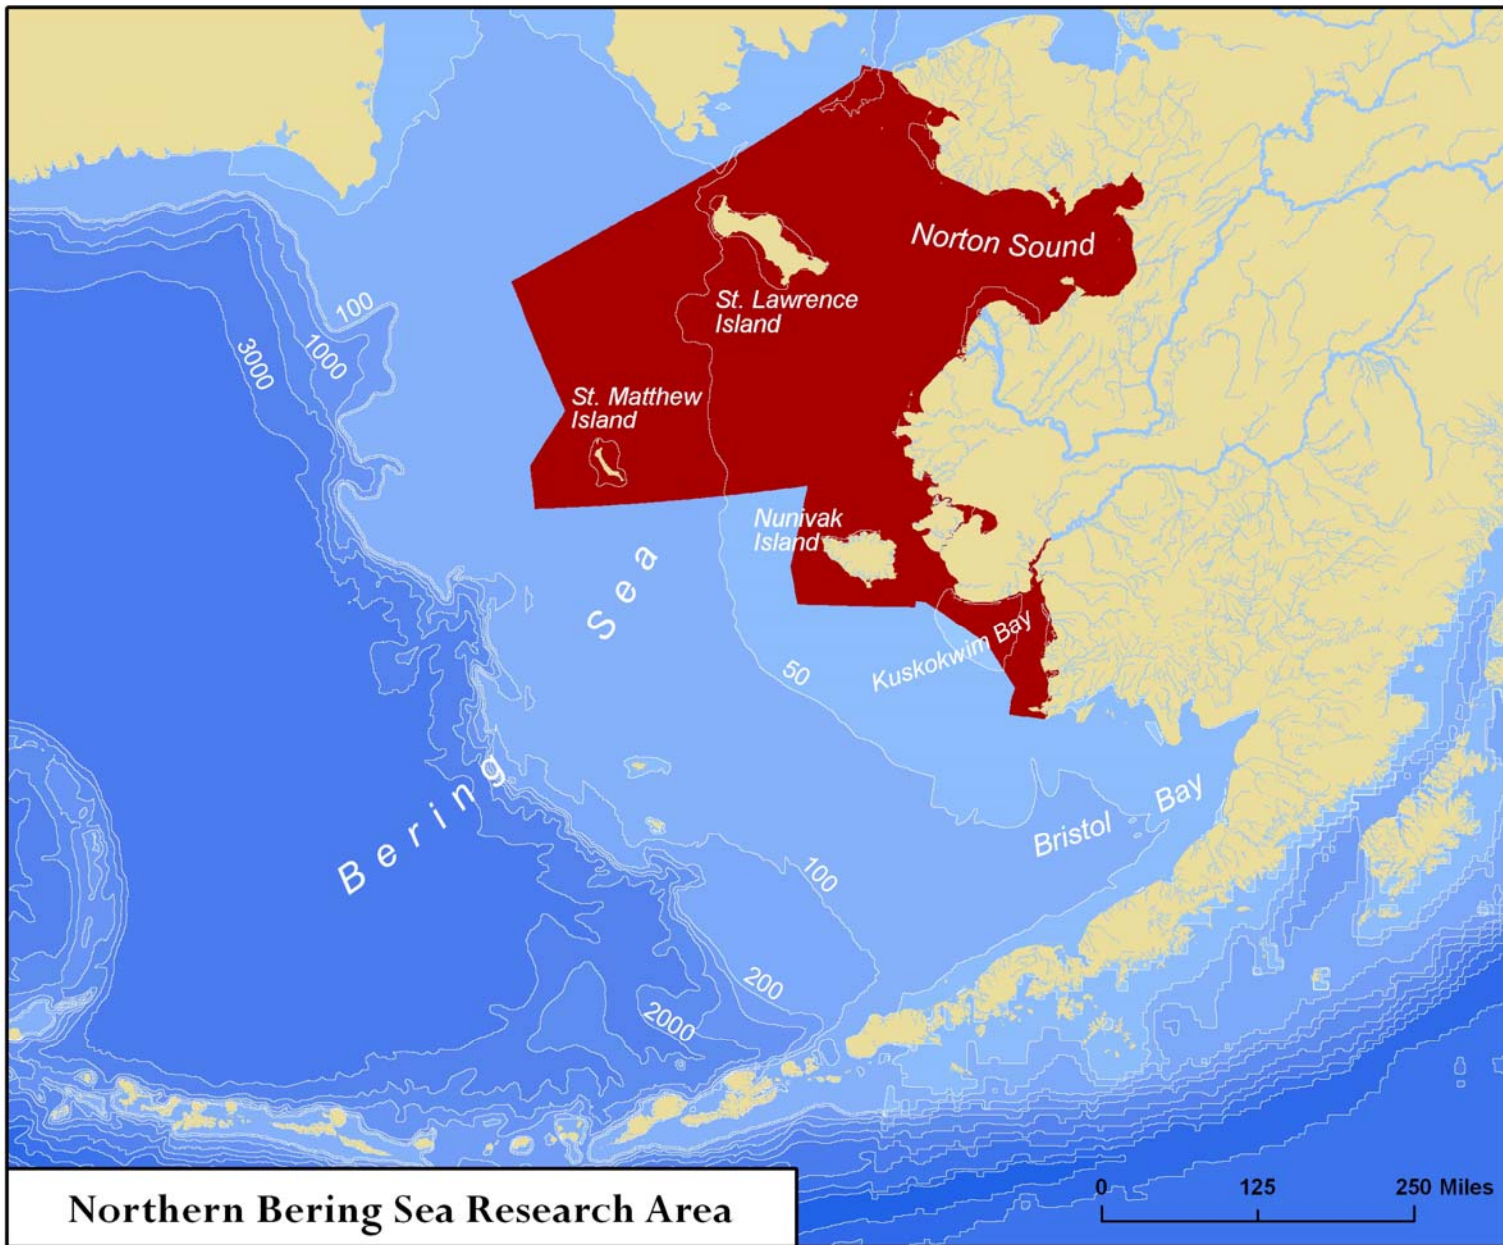 Norton Sound
St. Lawrence
Island
100
1000
3000
St. Matthew
Island
Nunivak
Island
Bering Sea
Kuskokwim Bay
50
Bristol Bay
100
200
2000
Northern Bering Sea Research Area
0 125 250 Miles